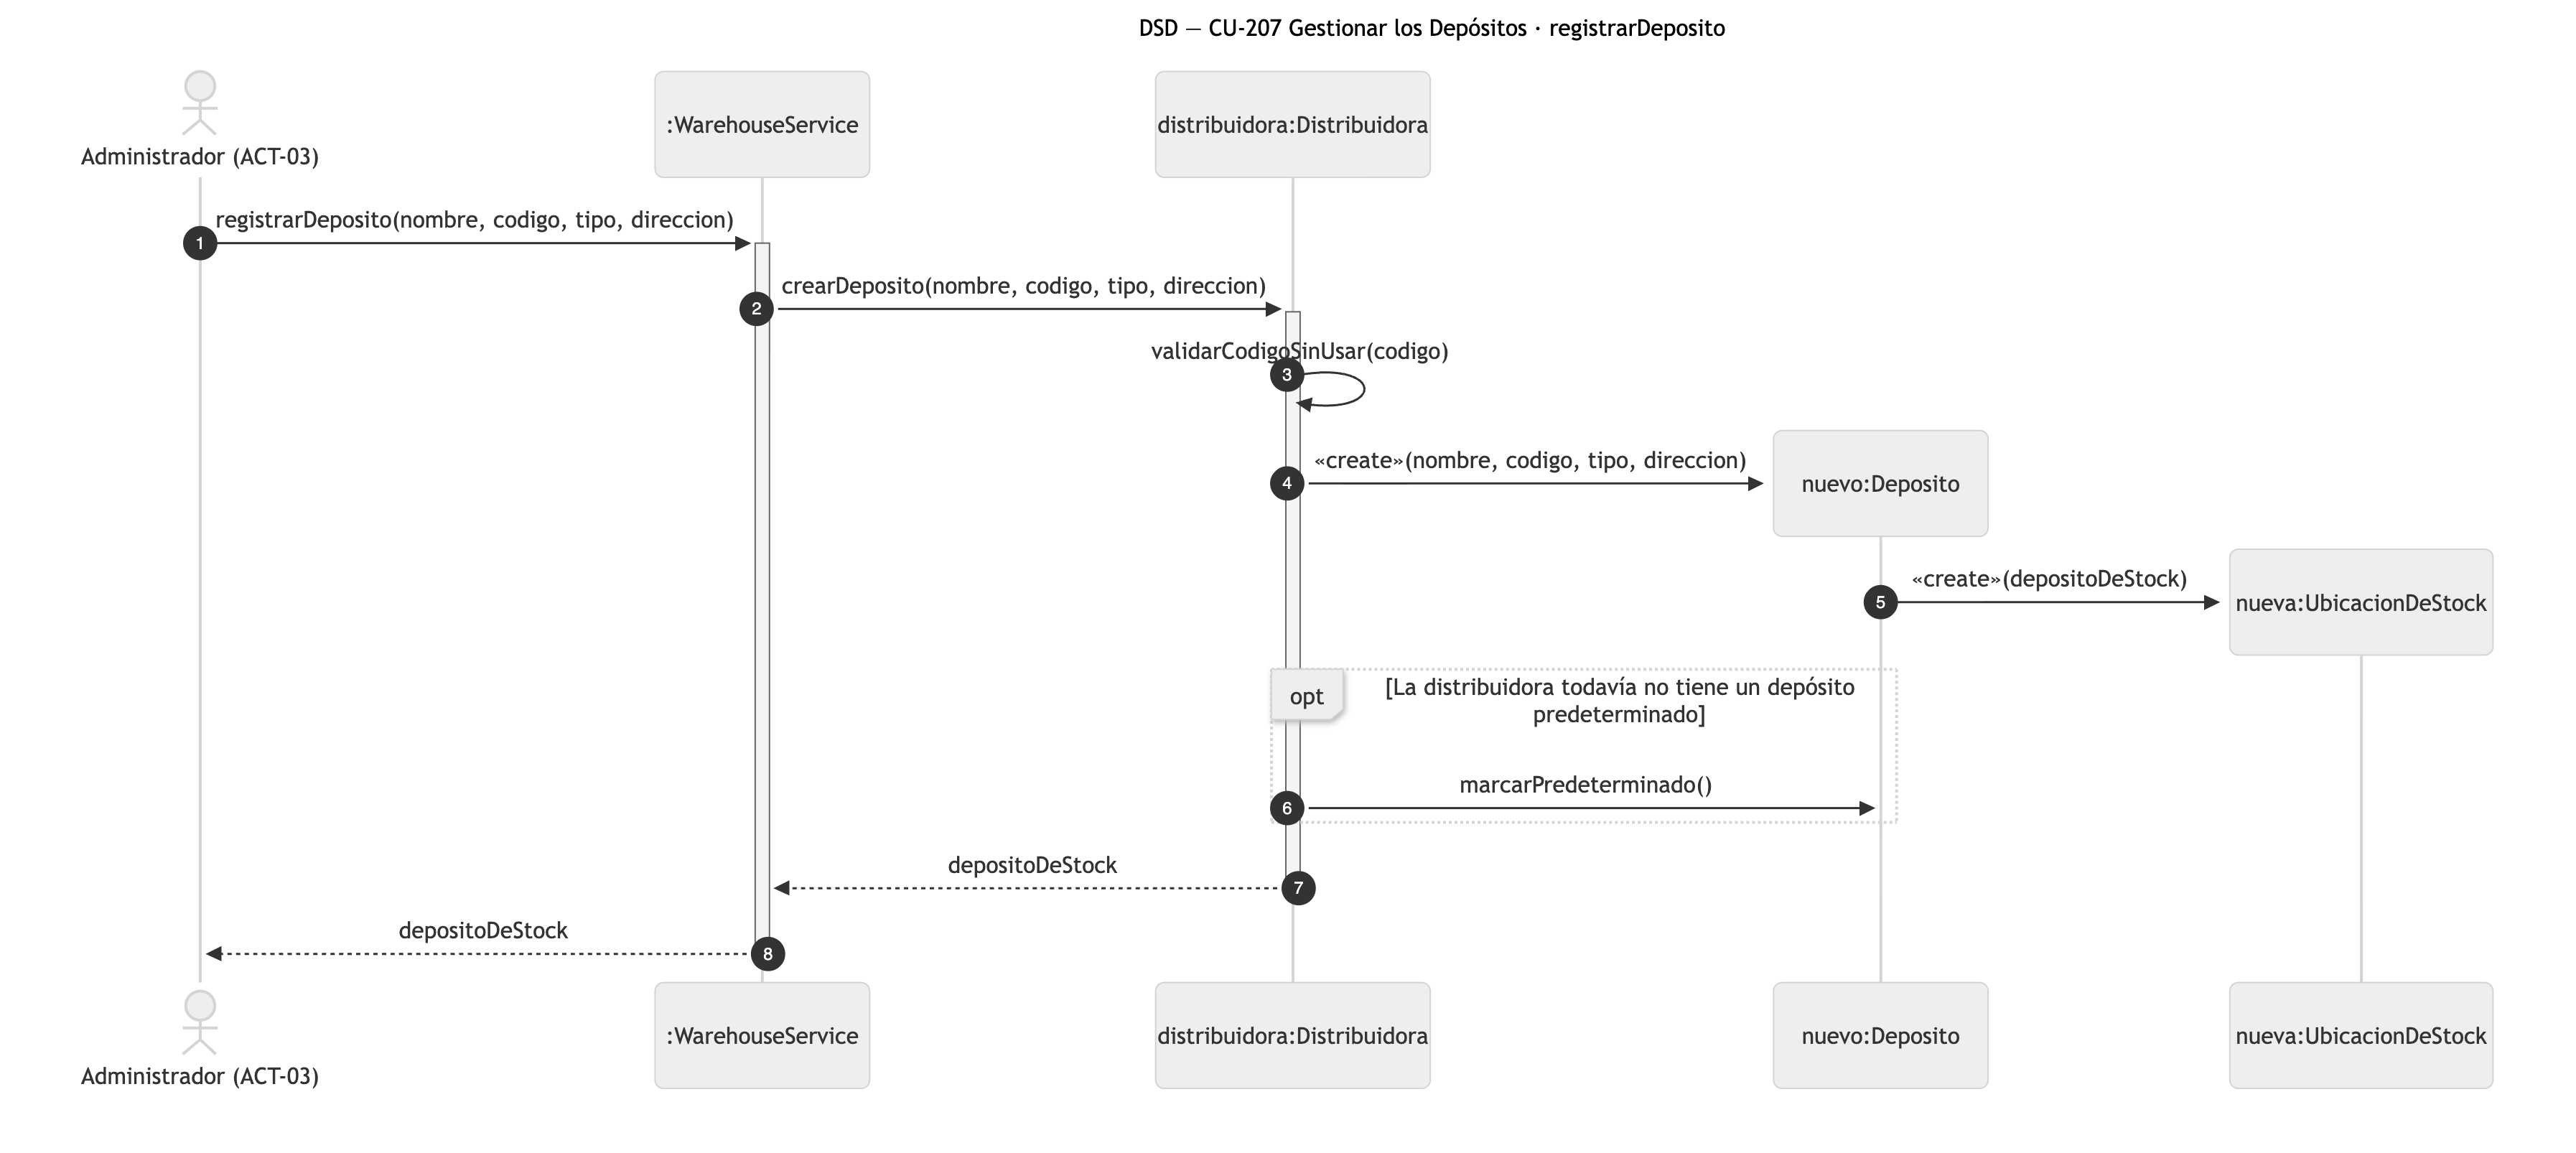 DSD — CU-207 Gestionar los Depósitos · registrarDeposito
Administrador (ACT-03)
:WarehouseService
distribuidora:Distribuidora
registrarDeposito(nombre, codigo, tipo, direccion)
1
crearDeposito(nombre, codigo, tipo, direccion)
2
validarCodigoSinUsar(codigo)
3
«create»(nombre, codigo, tipo, direccion)
4
nuevo:Deposito
«create»(depositoDeStock)
5
nueva:UbicacionDeStock
opt
[La distribuidora todavía no tiene un depósito
predeterminado]
marcarPredeterminado()
6
depositoDeStock
7
depositoDeStock
8
Administrador (ACT-03)
:WarehouseService
distribuidora:Distribuidora
nuevo:Deposito
nueva:UbicacionDeStock